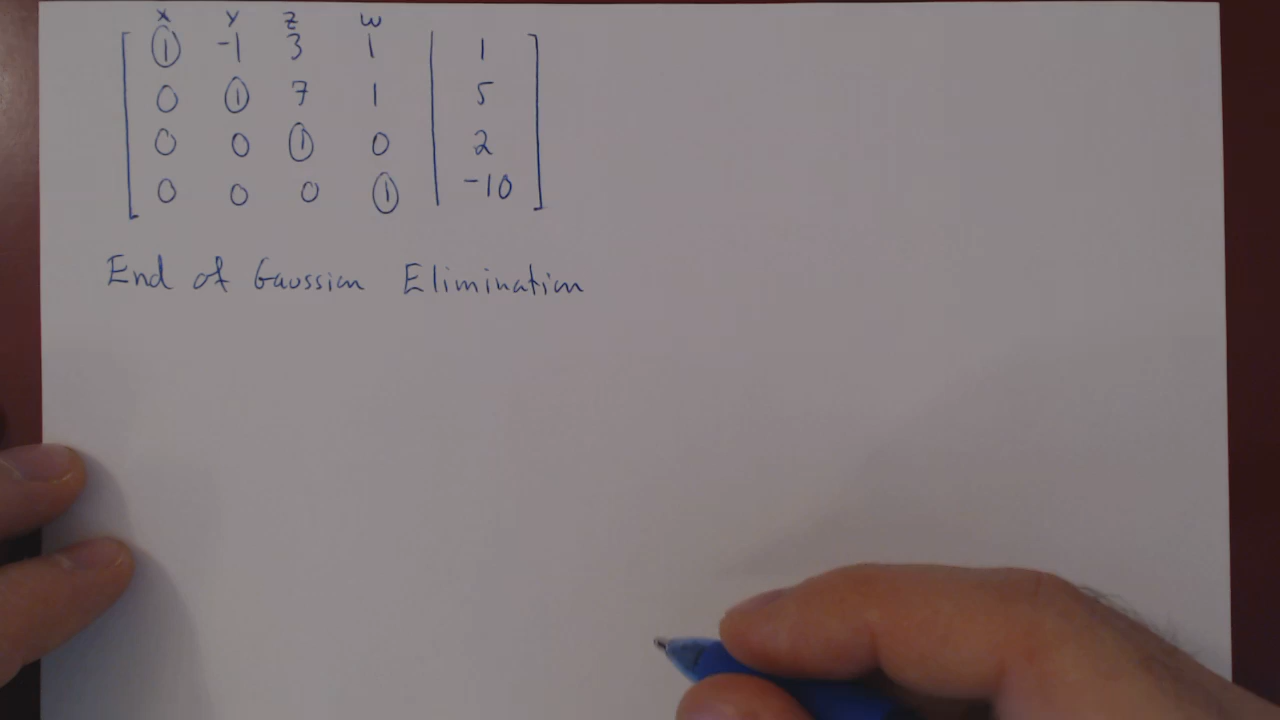 x y z w
1 -1 3 1 | 1
0 1 7 1 | 5
0 0 1 0 | 2
0 0 0 1 | -10
End of Gaussian Elimination